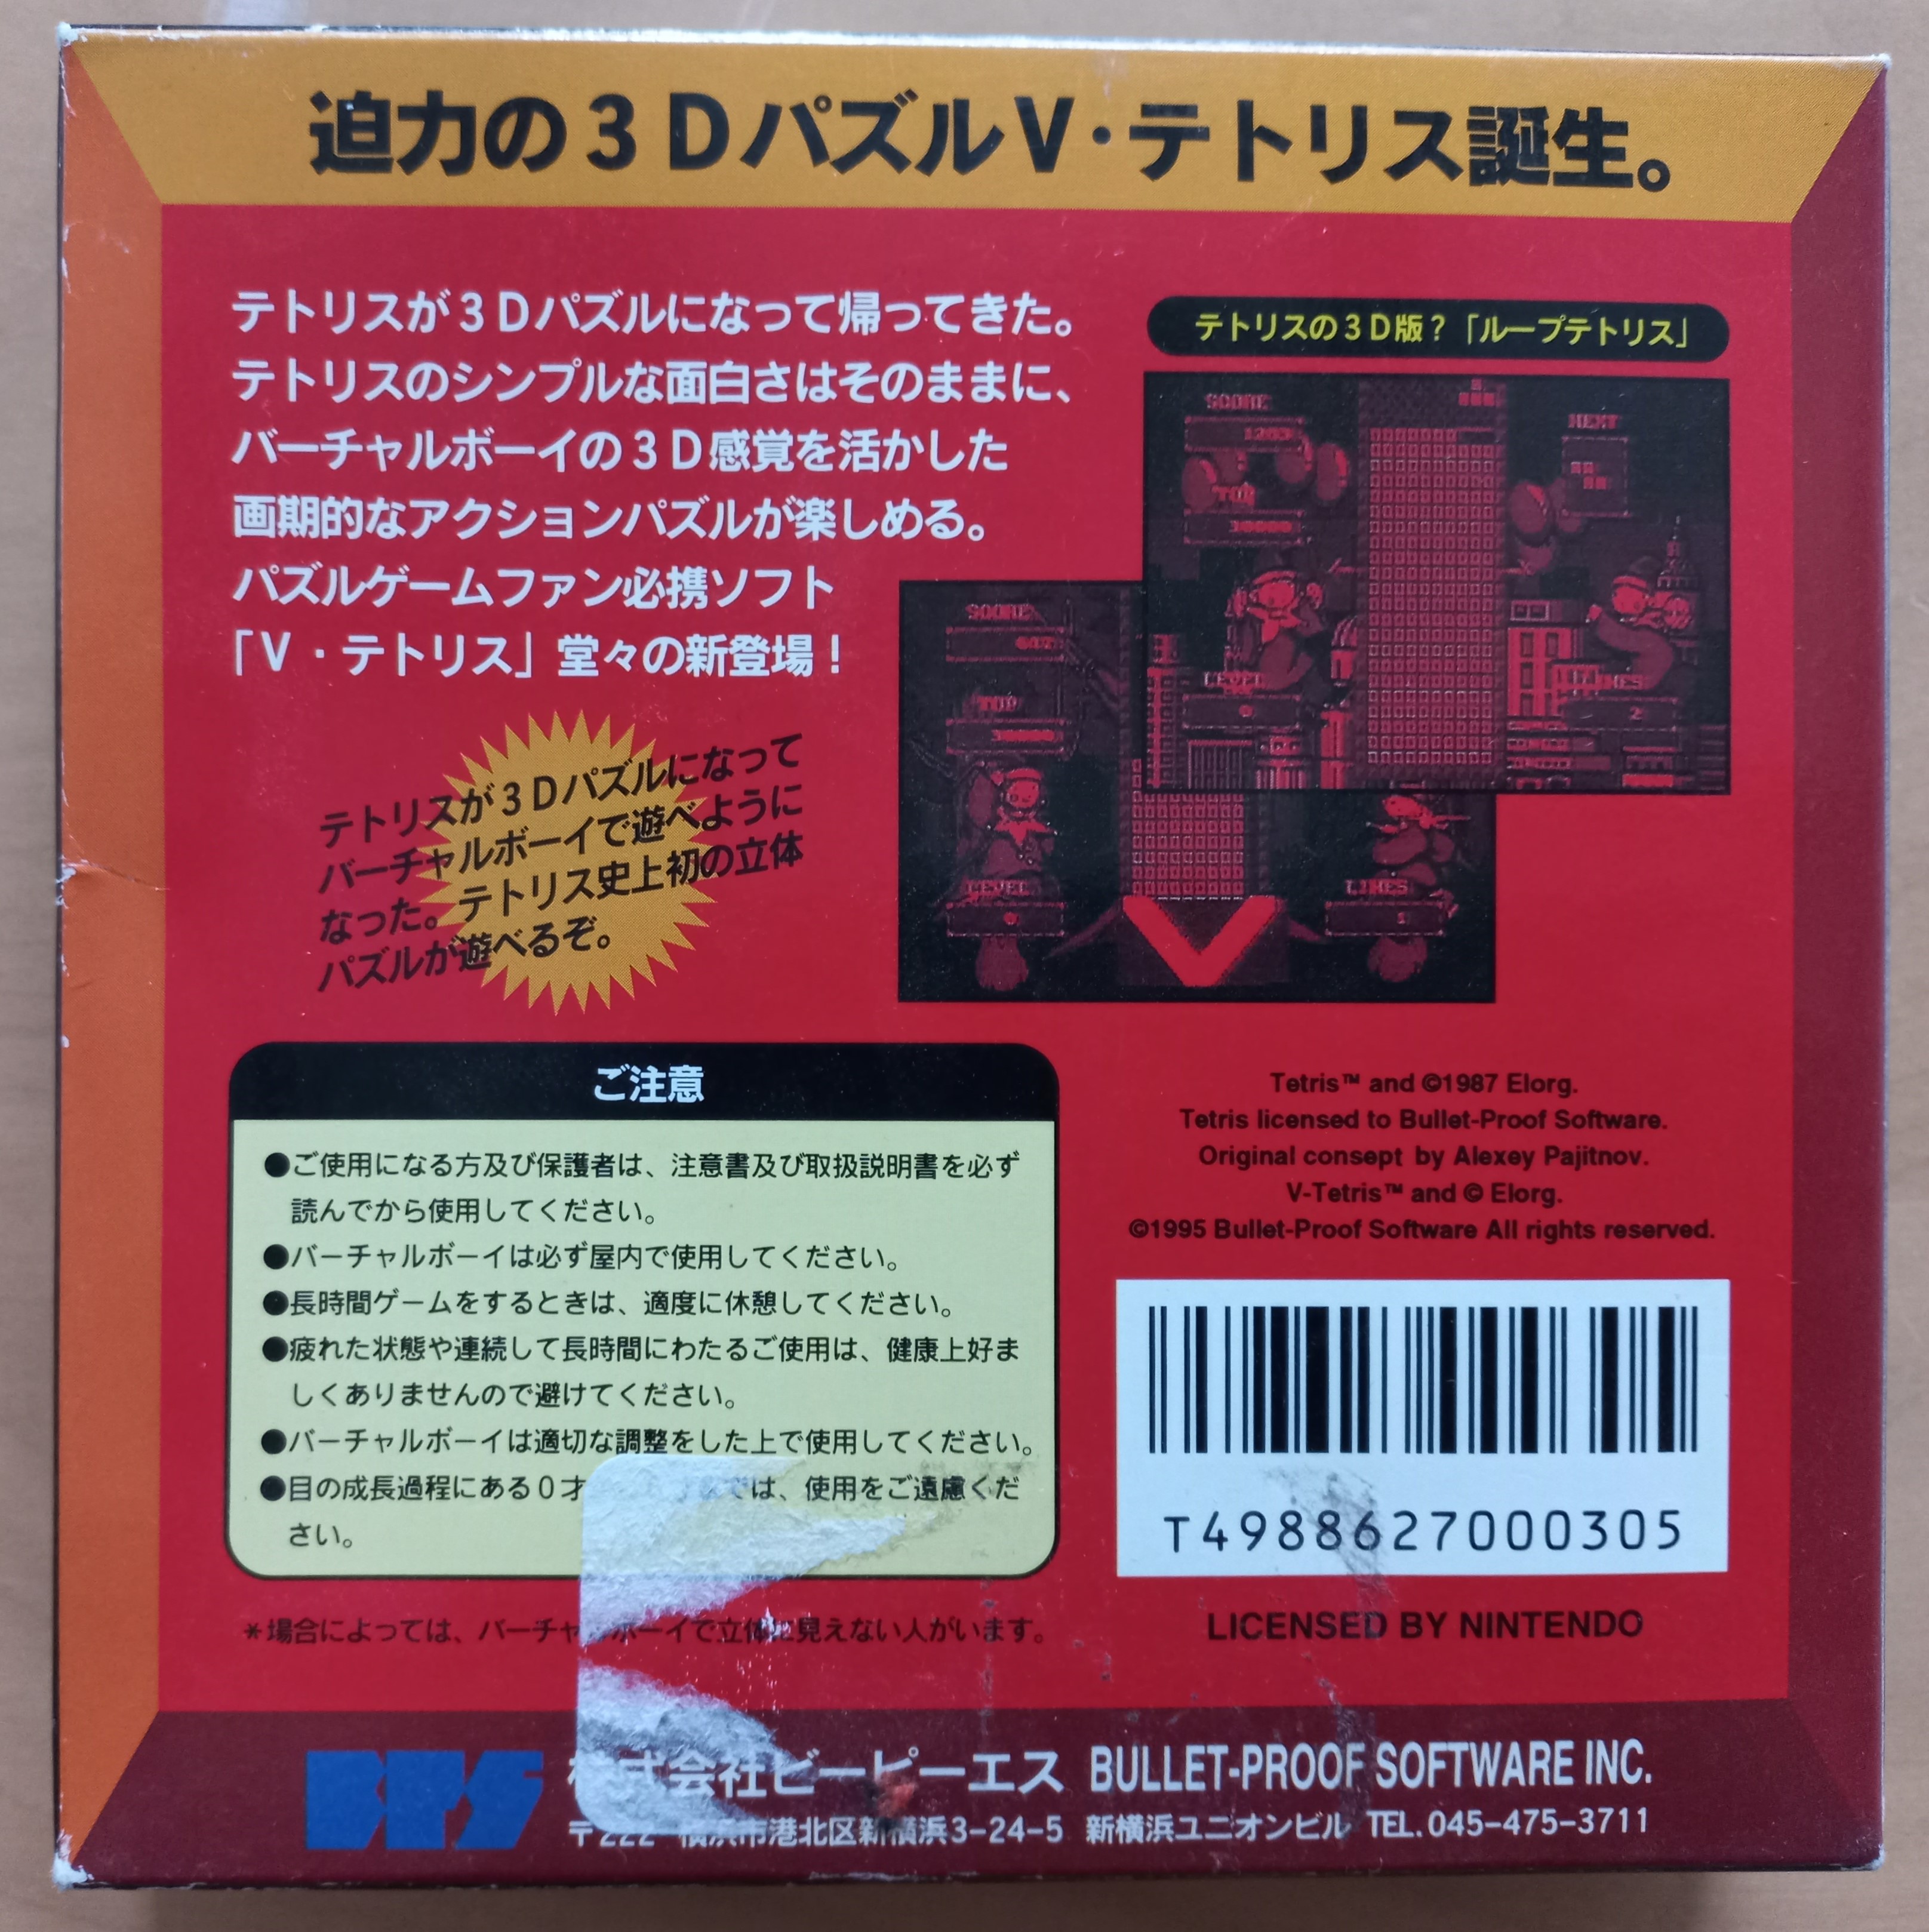 迫力の3DパズルV・テトリス誕生。
テトリスが3Dパズルになって帰ってきた。
テトリスのシンプルな面白さはそのままに、
バーチャルボーイの3D感覚を活かした
画期的なアクションパズルが楽しめる。
パズルゲームファン必携ソフト
「V・テトリス」堂々の新登場!
テトリスの3D版?「ループテトリス」
SCORE
TOP
LEVEL
NEXT
LINES
2
SCORE
TOP
LEVEL
LINES
テトリスが3Dパズルになって
バーチャルボーイで遊べように
なった。テトリス史上初の立体
パズルが遊べるぞ。
ご注意
●ご使用になる方及び保護者は、注意書及び取扱説明書を必ず
読んでから使用してください。
●バーチャルボーイは必ず屋内で使用してください。
●長時間ゲームをするときは、適度に休憩してください。
●疲れた状態や連続して長時間にわたるご使用は、健康上好ま
しくありませんので避けてください。
●バーチャルボーイは適切な調整をした上で使用してください。
●目の成長過程にある0才 では、使用をご遠慮くだ
さい。
*場合によっては、バーチャルボーイで立体に見えない人がいます。
Tetris™ and ©1987 Elorg.
Tetris licensed to Bullet-Proof Software.
Original consept by Alexey Pajitnov.
V-Tetris™ and © Elorg.
©1995 Bullet-Proof Software All rights reserved.
T4988627000305
LICENSED BY NINTENDO
BPS 株式会社ビーピーエス BULLET-PROOF SOFTWARE INC.
〒222 横浜市港北区新横浜3-24-5 新横浜ユニオンビル TEL.045-475-3711